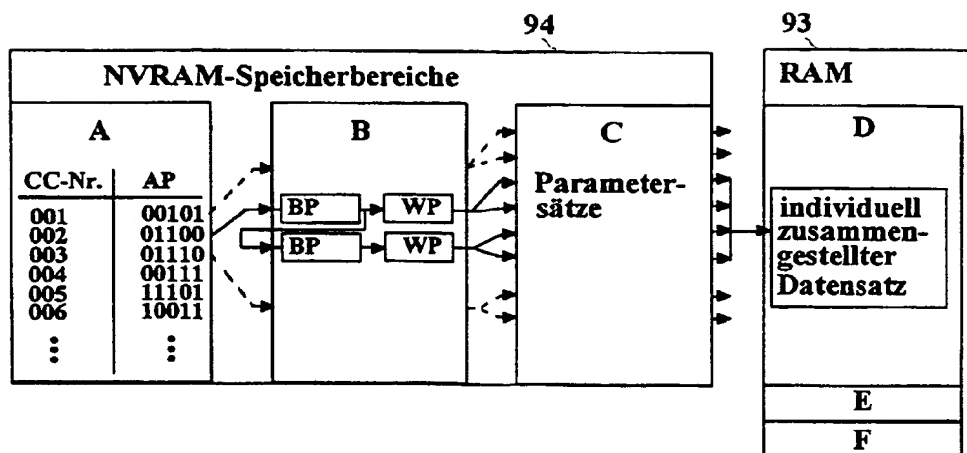 94
93
NVRAM-Speicherbereiche
RAM
A
B
C
D
CC-Nr. AP
001 00101
002 01100
003 01110
004 00111
005 11101
006 10011
BP WP
BP WP
Parameter-
sätze
individuell
zusammen-
gestellter
Datensatz
E
F